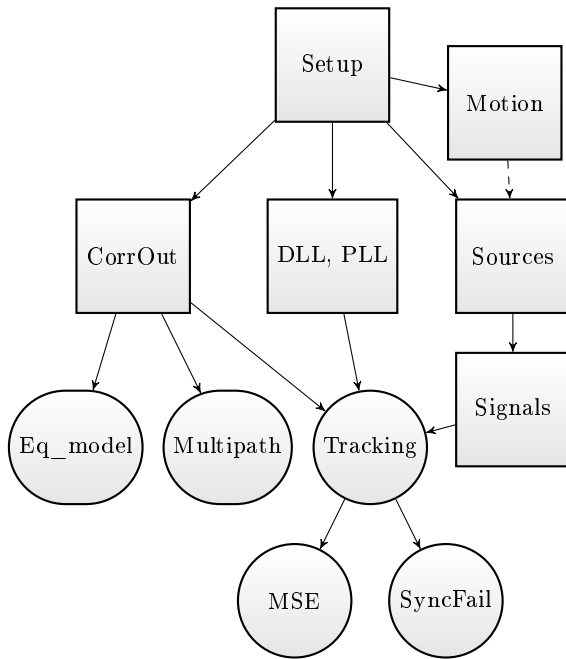 Setup
Motion
CorrOut
DLL, PLL
Sources
Signals
Eq_model
Multipath
Tracking
MSE
SyncFail